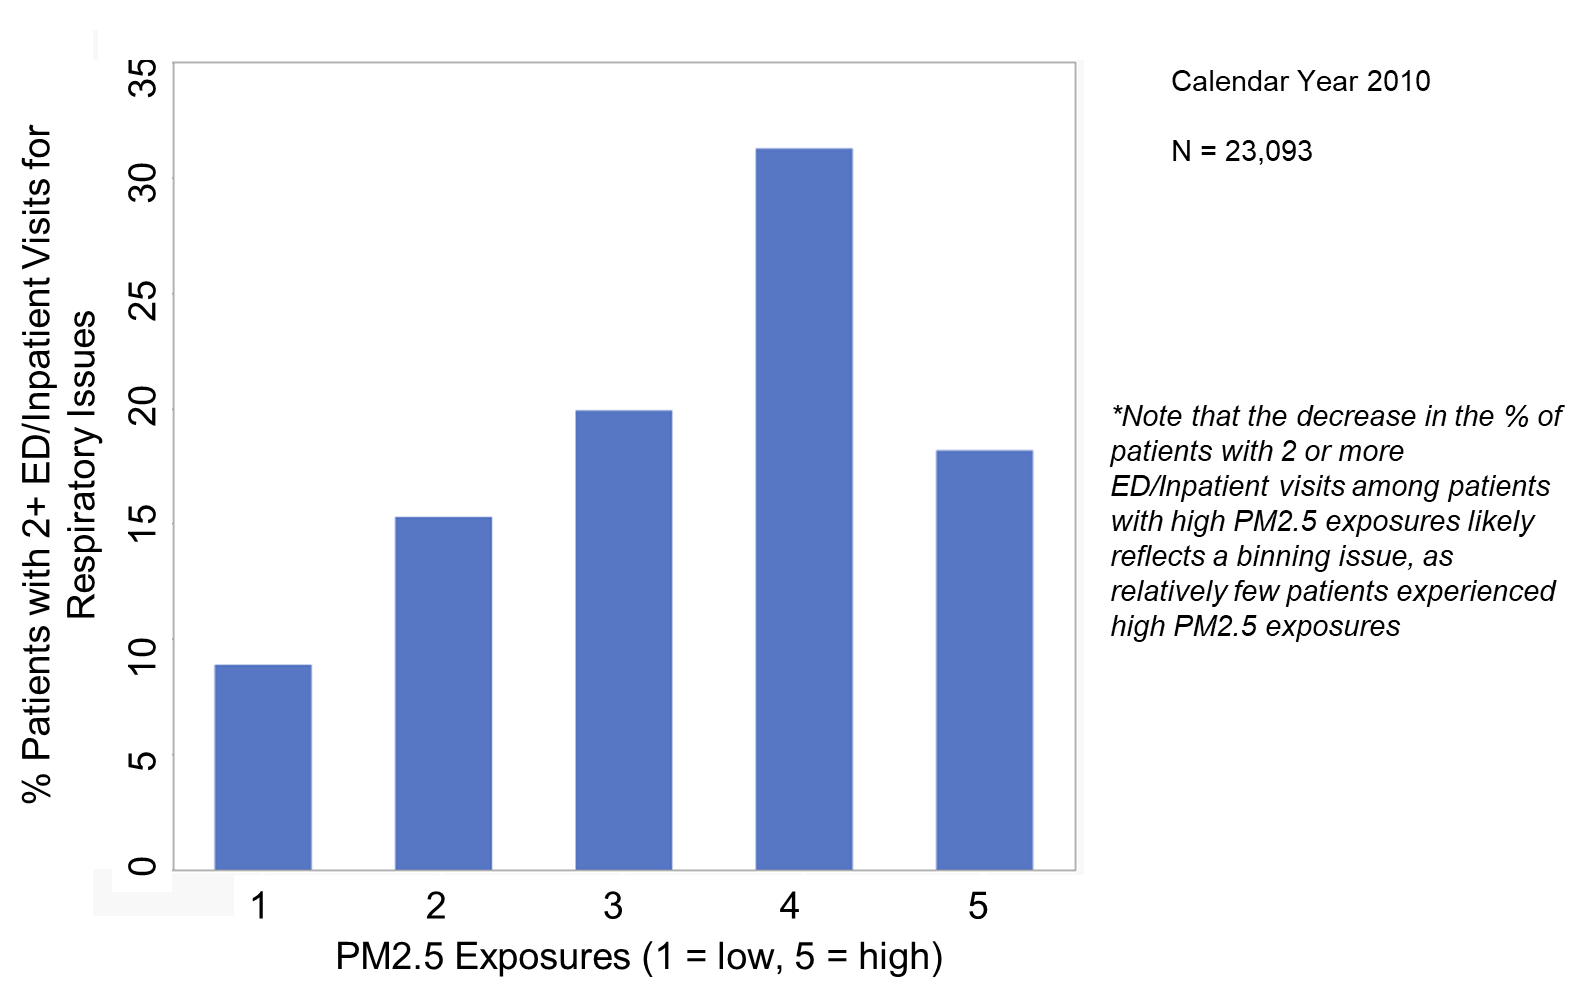 % Patients with 2+ ED/Inpatient Visits for
Respiratory Issues
35
30
25
20
15
10
5
0
1 2 3 4 5
PM2.5 Exposures (1 = low, 5 = high)
Calendar Year 2010
N = 23,093
*Note that the decrease in the % of
patients with 2 or more
ED/Inpatient visits among patients
with high PM2.5 exposures likely
reflects a binning issue, as
relatively few patients experienced
high PM2.5 exposures